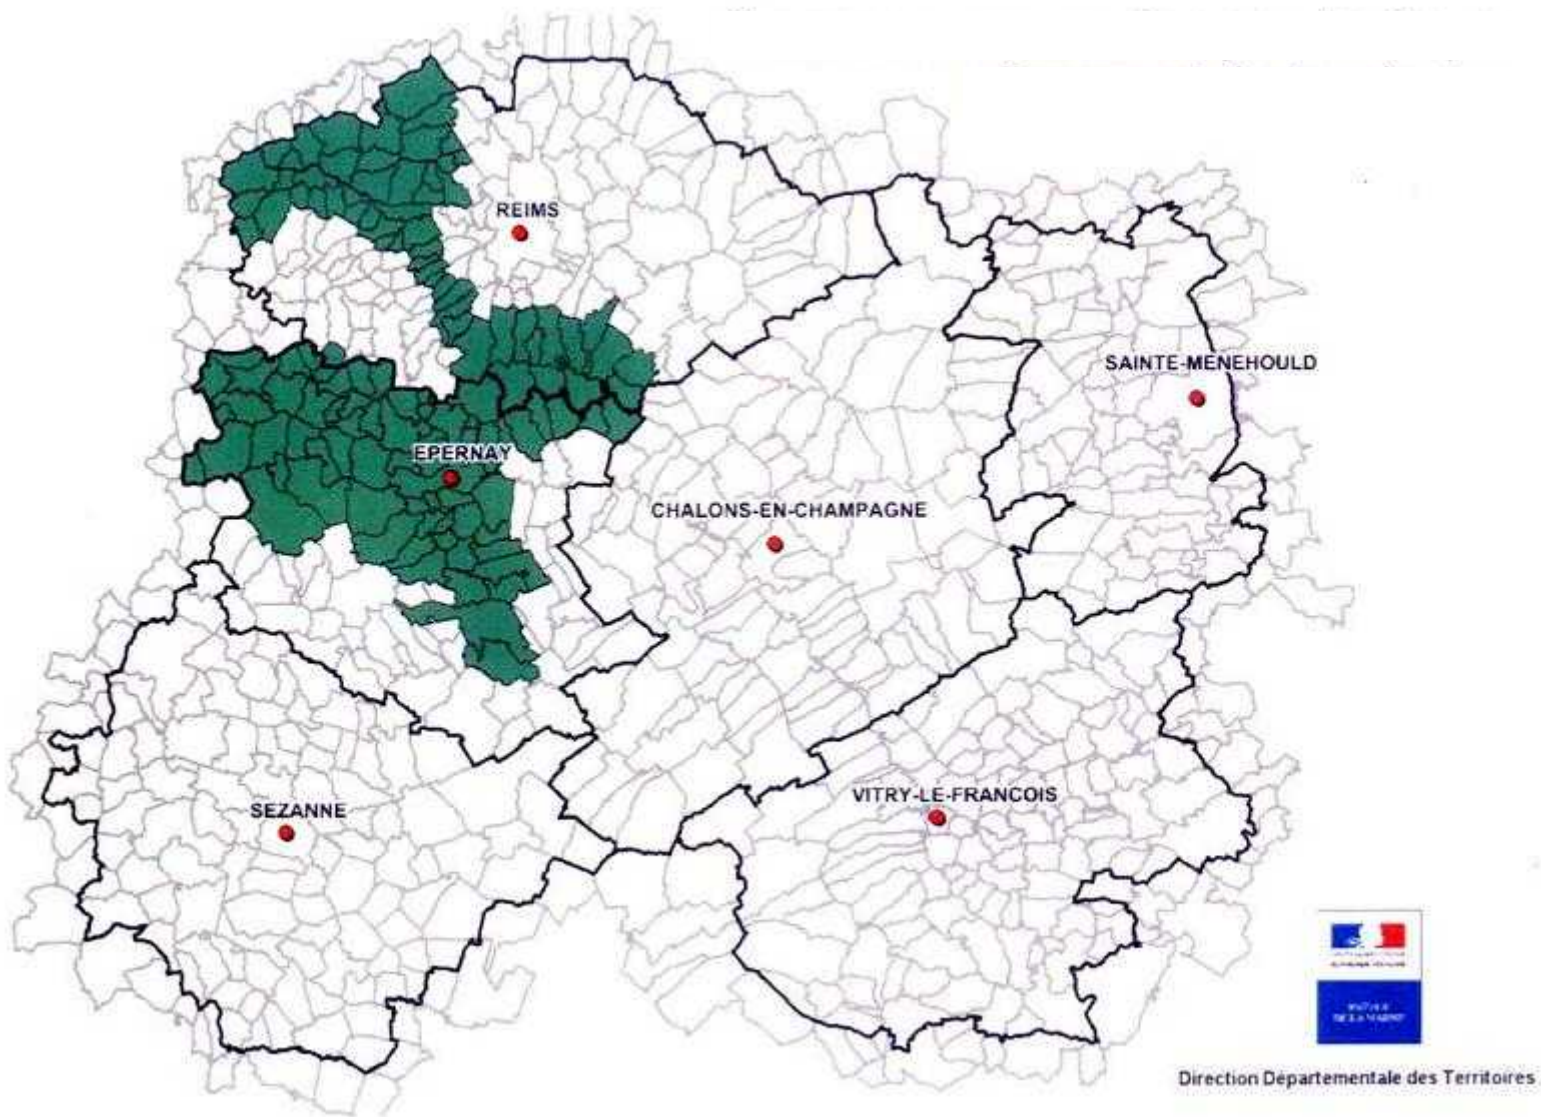 REIMS
SAINTE-MENEHOULD
EPERNAY
CHALONS-EN-CHAMPAGNE
SEZANNE
VITRY-LE-FRANCOIS
Direction Départementale des Territoires